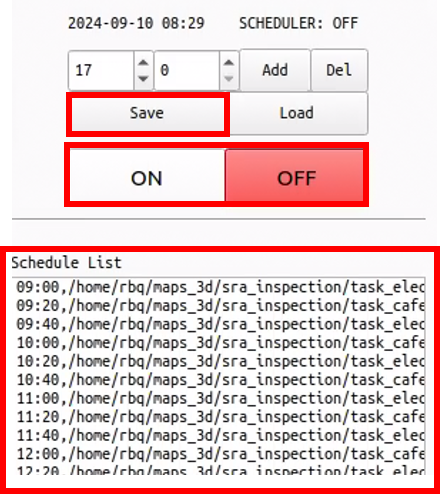 2024-09-10 08:29 SCHEDULER: OFF
17 0 Add Del
Save Load
ON OFF
Schedule List
09:00,/home/rbq/maps_3d/sra_inspection/task_elec
09:20,/home/rbq/maps_3d/sra_inspection/task_cafe
09:40,/home/rbq/maps_3d/sra_inspection/task_elec
10:00,/home/rbq/maps_3d/sra_inspection/task_cafe
10:20,/home/rbq/maps_3d/sra_inspection/task_elec
10:40,/home/rbq/maps_3d/sra_inspection/task_cafe
11:00,/home/rbq/maps_3d/sra_inspection/task_elec
11:20,/home/rbq/maps_3d/sra_inspection/task_cafe
11:40,/home/rbq/maps_3d/sra_inspection/task_elec
12:00,/home/rbq/maps_3d/sra_inspection/task_cafe
12:20,/home/rbq/maps_3d/sra_inspection/task_elec